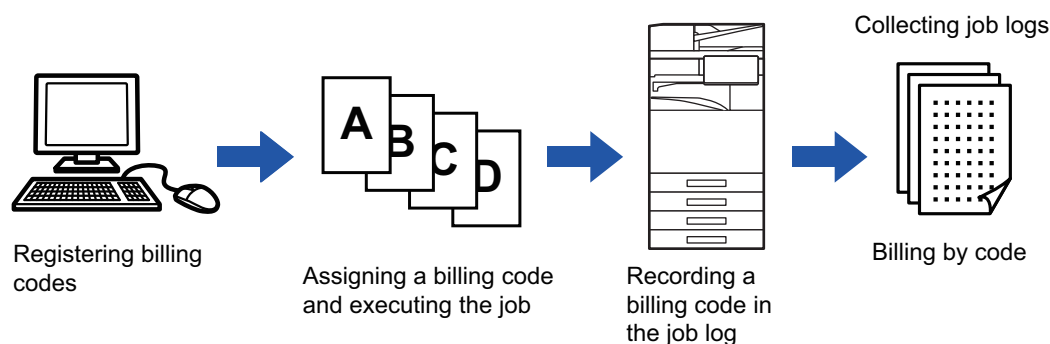 Collecting job logs
A
B
C
D
Registering billing
codes
Assigning a billing code
and executing the job
Recording a
billing code in
the job log
Billing by code